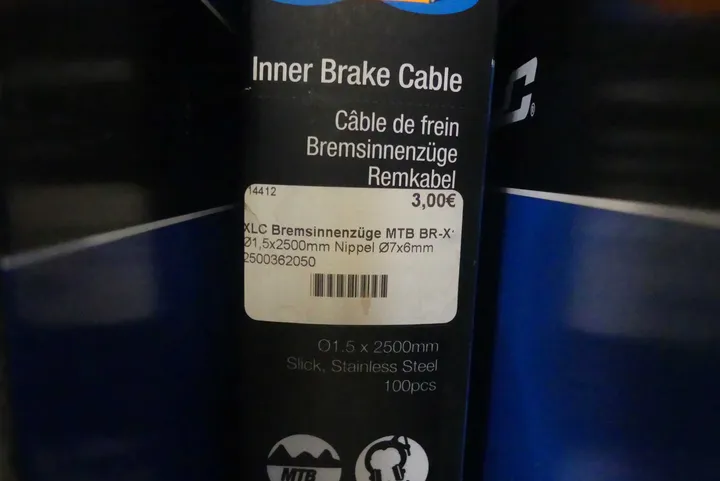 Inner Brake Cable
Câble de frein
Bremsinnenzüge
Remkabel
14412
3,00€
XLC Bremsinnenzüge MTB BR-X
Ø1,5x2500mm Nippel Ø7x6mm
2500362050
Ø1.5 x 2500mm
Slick, Stainless Steel
100pcs
MTB
C®